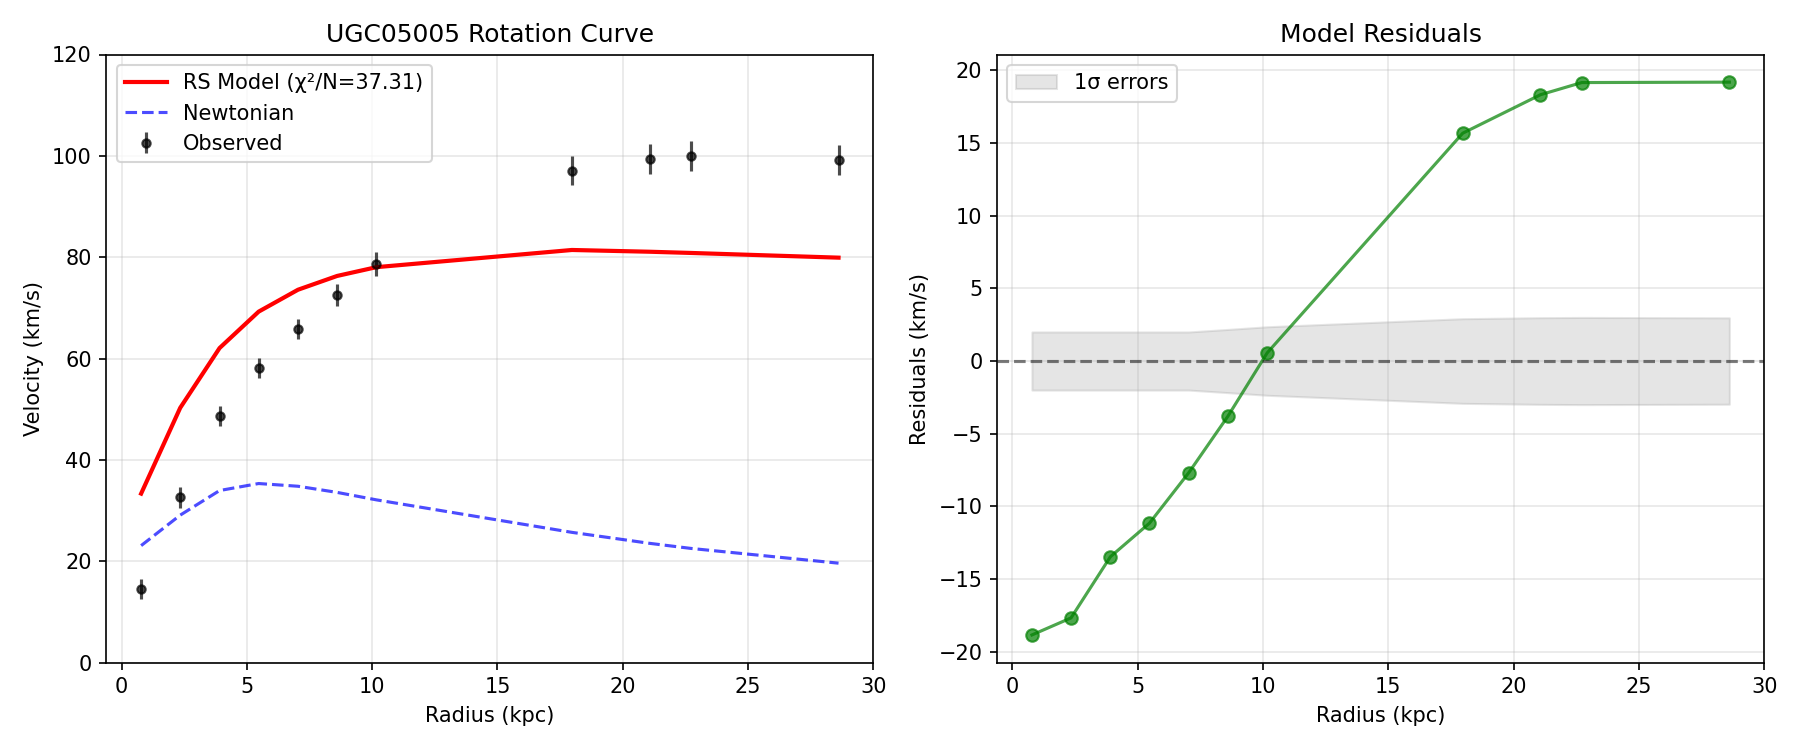 UGC05005 Rotation Curve
RS Model (χ²/N=37.31)
Newtonian
Observed
Velocity (km/s)
120
100
80
60
40
20
0
0 5 10 15 20 25 30
Radius (kpc)
Model Residuals
1σ errors
Residuals (km/s)
20
15
10
5
0
−5
−10
−15
−20
0 5 10 15 20 25 30
Radius (kpc)